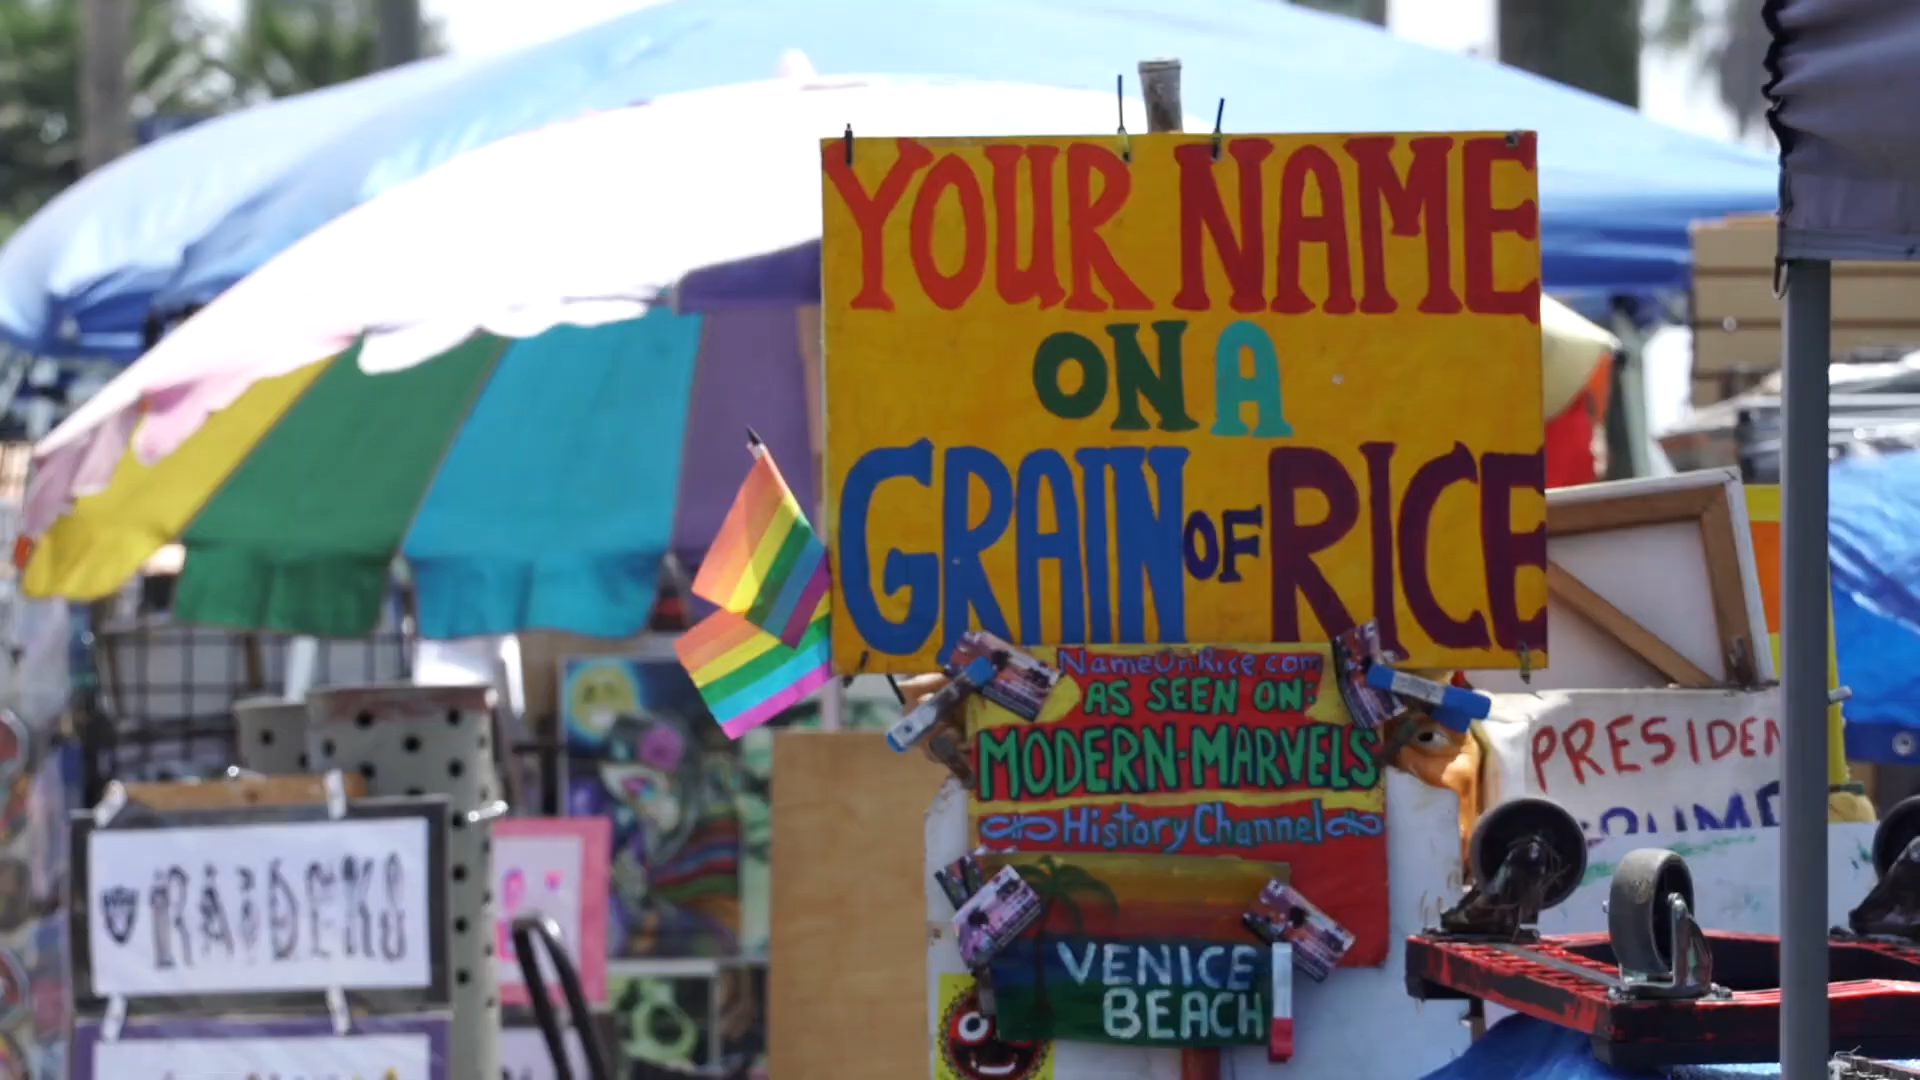 YOUR NAME
ON A
GRAIN OF RICE
NameOnRice.com
AS SEEN ON:
MODERN-MARVELS
History Channel
VENICE
BEACH
PRESIDEN
RAIDERS